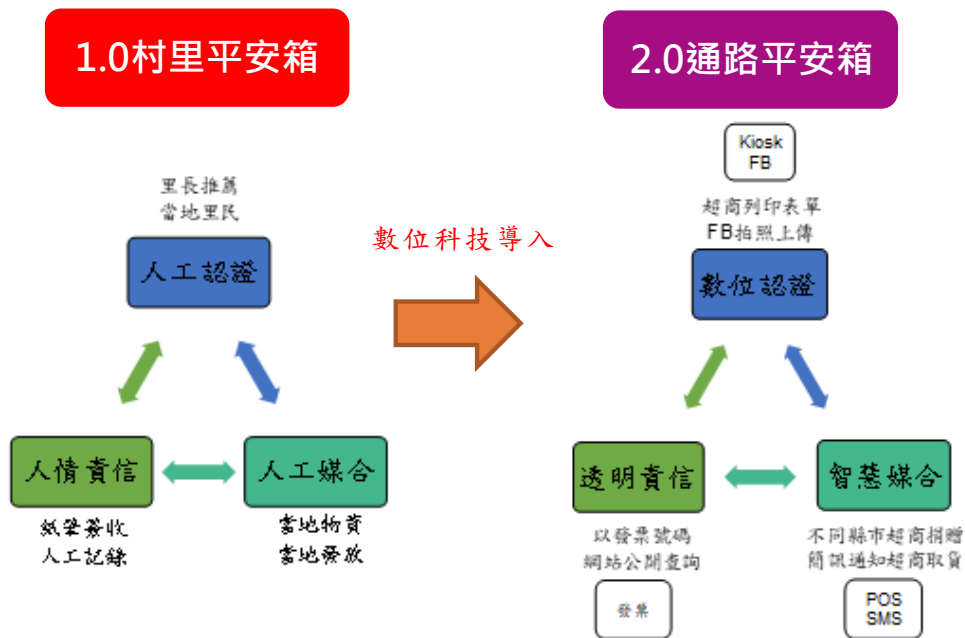 1.0村里平安箱
2.0通路平安箱
Kiosk
FB
里長推薦
當地里民
數位科技導入
超商列印表單
FB拍照上傳
人工認證
數位認證
人情責信
人工媒合
透明責信
智慧媒合
紙筆簽收
人工記錄
當地物資
當地發放
以發票號碼
網站公開查詢
不同縣市超商捐贈
簡訊通知超商取貨
發票
POS
SMS